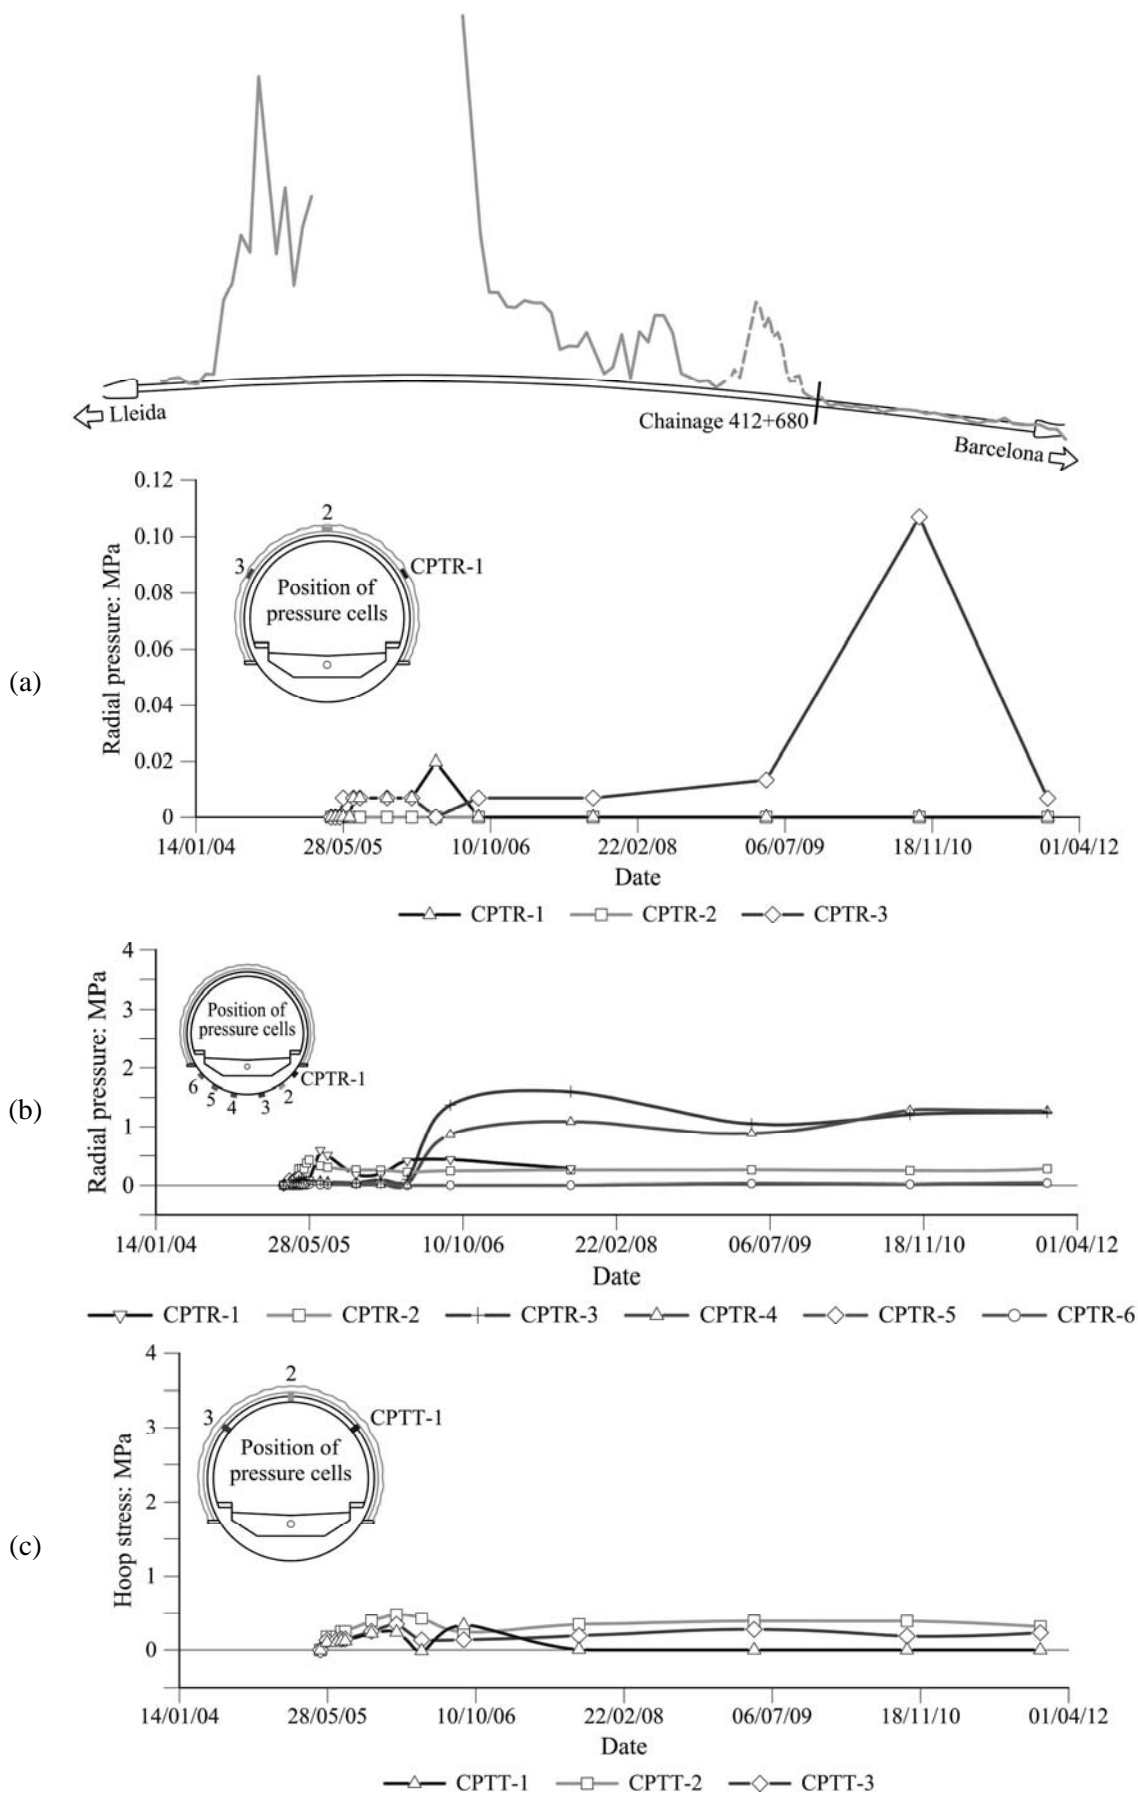 Lleida
Chainage 412+680
Barcelona
(a)
Radial pressure: MPa
0.12
0.10
0.08
0.06
0.04
0.02
0
2
3
CPTR-1
Position of
pressure cells
14/01/04 28/05/05 10/10/06 22/02/08 06/07/09 18/11/10 01/04/12
Date
CPTR-1 CPTR-2 CPTR-3
(b)
Radial pressure: MPa
4
3
2
1
0
Position of
pressure cells
CPTR-1
6 5 4 3 2
14/01/04 28/05/05 10/10/06 22/02/08 06/07/09 18/11/10 01/04/12
Date
CPTR-1 CPTR-2 CPTR-3 CPTR-4 CPTR-5 CPTR-6
(c)
Hoop stress: MPa
4
3
2
1
0
2
3
CPTT-1
Position of
pressure cells
14/01/04 28/05/05 10/10/06 22/02/08 06/07/09 18/11/10 01/04/12
Date
CPTT-1 CPTT-2 CPTT-3